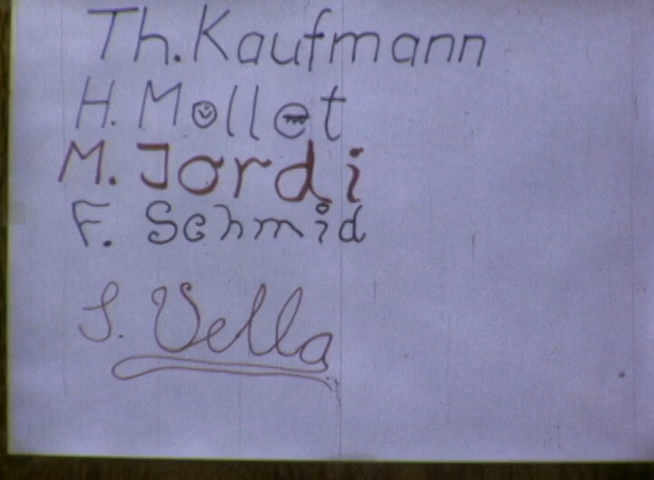 Th. Kaufmann
H. Mollet
M. Jordi
F. Schmid
S. Vella